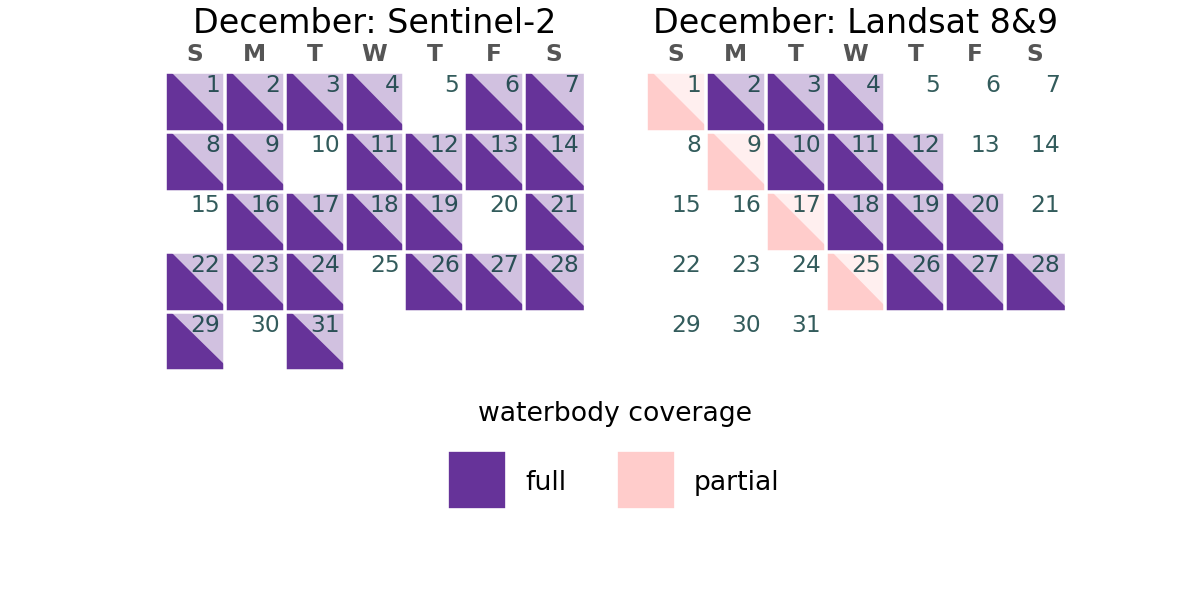 December: Sentinel-2
S M T W T F S
1 2 3 4 5 6 7
8 9 10 11 12 13 14
15 16 17 18 19 20 21
22 23 24 25 26 27 28
29 30 31
December: Landsat 8&9
S M T W T F S
1 2 3 4 5 6 7
8 9 10 11 12 13 14
15 16 17 18 19 20 21
22 23 24 25 26 27 28
29 30 31
waterbody coverage
full partial